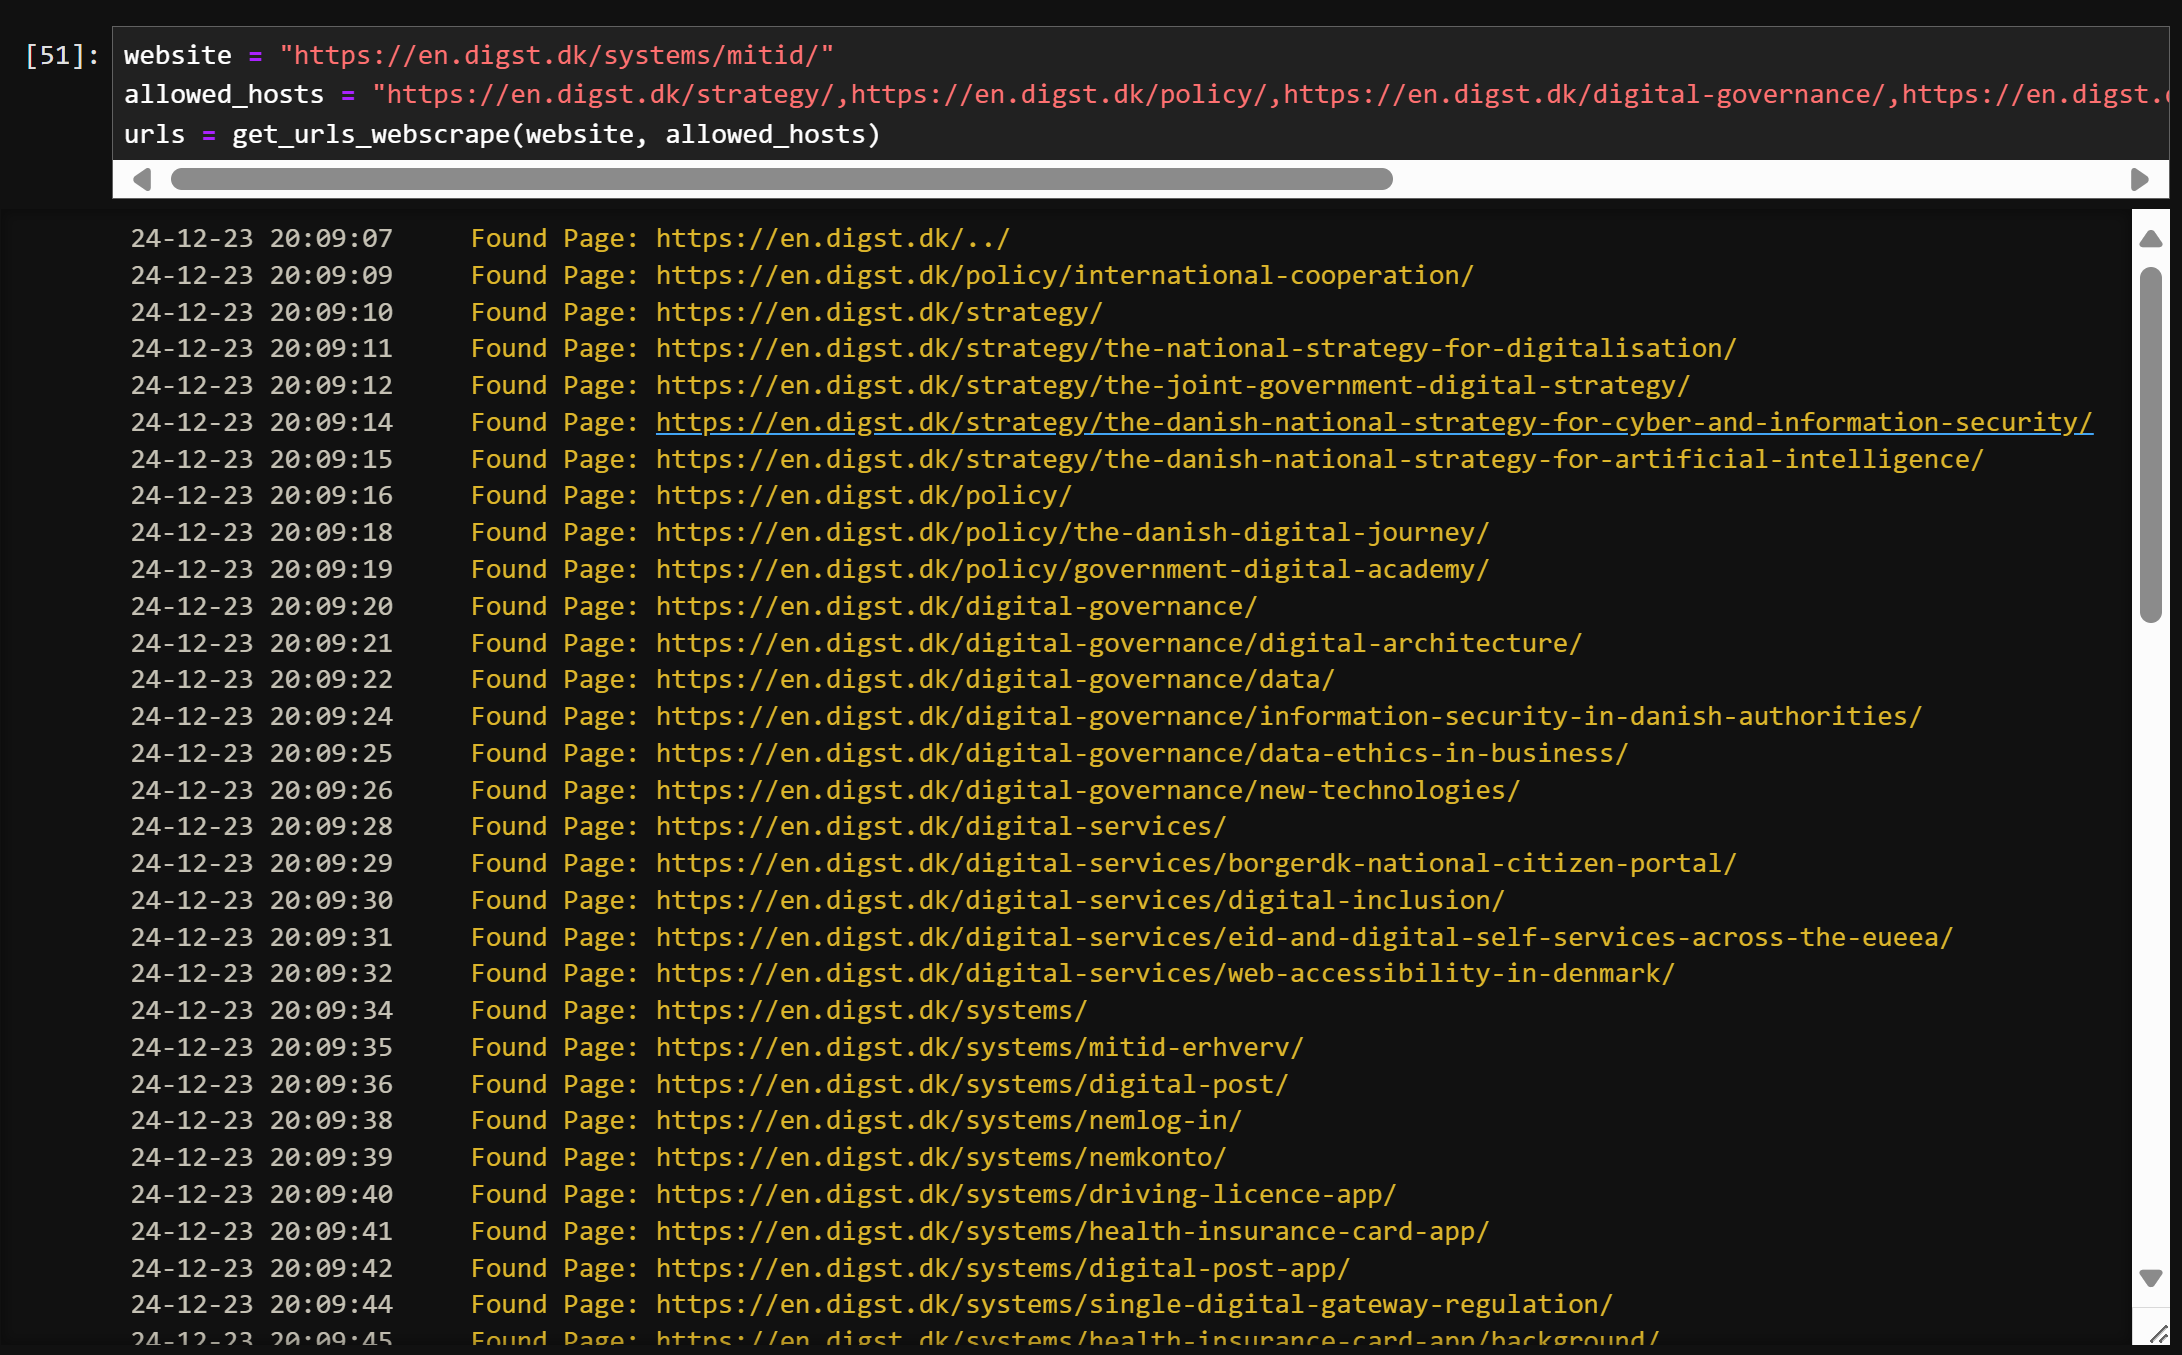 [51]: website = "https://en.digst.dk/systems/mitid/"
allowed_hosts = "https://en.digst.dk/strategy/,https://en.digst.dk/policy/,https://en.digst.dk/digital-governance/,https://en.digst.
urls = get_urls_webscrape(website, allowed_hosts)
24-12-23 20:09:07 Found Page: https://en.digst.dk/../
24-12-23 20:09:09 Found Page: https://en.digst.dk/policy/international-cooperation/
24-12-23 20:09:10 Found Page: https://en.digst.dk/strategy/
24-12-23 20:09:11 Found Page: https://en.digst.dk/strategy/the-national-strategy-for-digitalisation/
24-12-23 20:09:12 Found Page: https://en.digst.dk/strategy/the-joint-government-digital-strategy/
24-12-23 20:09:14 Found Page: https://en.digst.dk/strategy/the-danish-national-strategy-for-cyber-and-information-security/
24-12-23 20:09:15 Found Page: https://en.digst.dk/strategy/the-danish-national-strategy-for-artificial-intelligence/
24-12-23 20:09:16 Found Page: https://en.digst.dk/policy/
24-12-23 20:09:18 Found Page: https://en.digst.dk/policy/the-danish-digital-journey/
24-12-23 20:09:19 Found Page: https://en.digst.dk/policy/government-digital-academy/
24-12-23 20:09:20 Found Page: https://en.digst.dk/digital-governance/
24-12-23 20:09:21 Found Page: https://en.digst.dk/digital-governance/digital-architecture/
24-12-23 20:09:22 Found Page: https://en.digst.dk/digital-governance/data/
24-12-23 20:09:24 Found Page: https://en.digst.dk/digital-governance/information-security-in-danish-authorities/
24-12-23 20:09:25 Found Page: https://en.digst.dk/digital-governance/data-ethics-in-business/
24-12-23 20:09:26 Found Page: https://en.digst.dk/digital-governance/new-technologies/
24-12-23 20:09:28 Found Page: https://en.digst.dk/digital-services/
24-12-23 20:09:29 Found Page: https://en.digst.dk/digital-services/borgerdk-national-citizen-portal/
24-12-23 20:09:30 Found Page: https://en.digst.dk/digital-services/digital-inclusion/
24-12-23 20:09:31 Found Page: https://en.digst.dk/digital-services/eid-and-digital-self-services-across-the-eueea/
24-12-23 20:09:32 Found Page: https://en.digst.dk/digital-services/web-accessibility-in-denmark/
24-12-23 20:09:34 Found Page: https://en.digst.dk/systems/
24-12-23 20:09:35 Found Page: https://en.digst.dk/systems/mitid-erhverv/
24-12-23 20:09:36 Found Page: https://en.digst.dk/systems/digital-post/
24-12-23 20:09:38 Found Page: https://en.digst.dk/systems/nemlog-in/
24-12-23 20:09:39 Found Page: https://en.digst.dk/systems/nemkonto/
24-12-23 20:09:40 Found Page: https://en.digst.dk/systems/driving-licence-app/
24-12-23 20:09:41 Found Page: https://en.digst.dk/systems/health-insurance-card-app/
24-12-23 20:09:42 Found Page: https://en.digst.dk/systems/digital-post-app/
24-12-23 20:09:44 Found Page: https://en.digst.dk/systems/single-digital-gateway-regulation/
24-12-23 20:09:45 Found Page: https://en.digst.dk/systems/health-insurance-card-app/background/